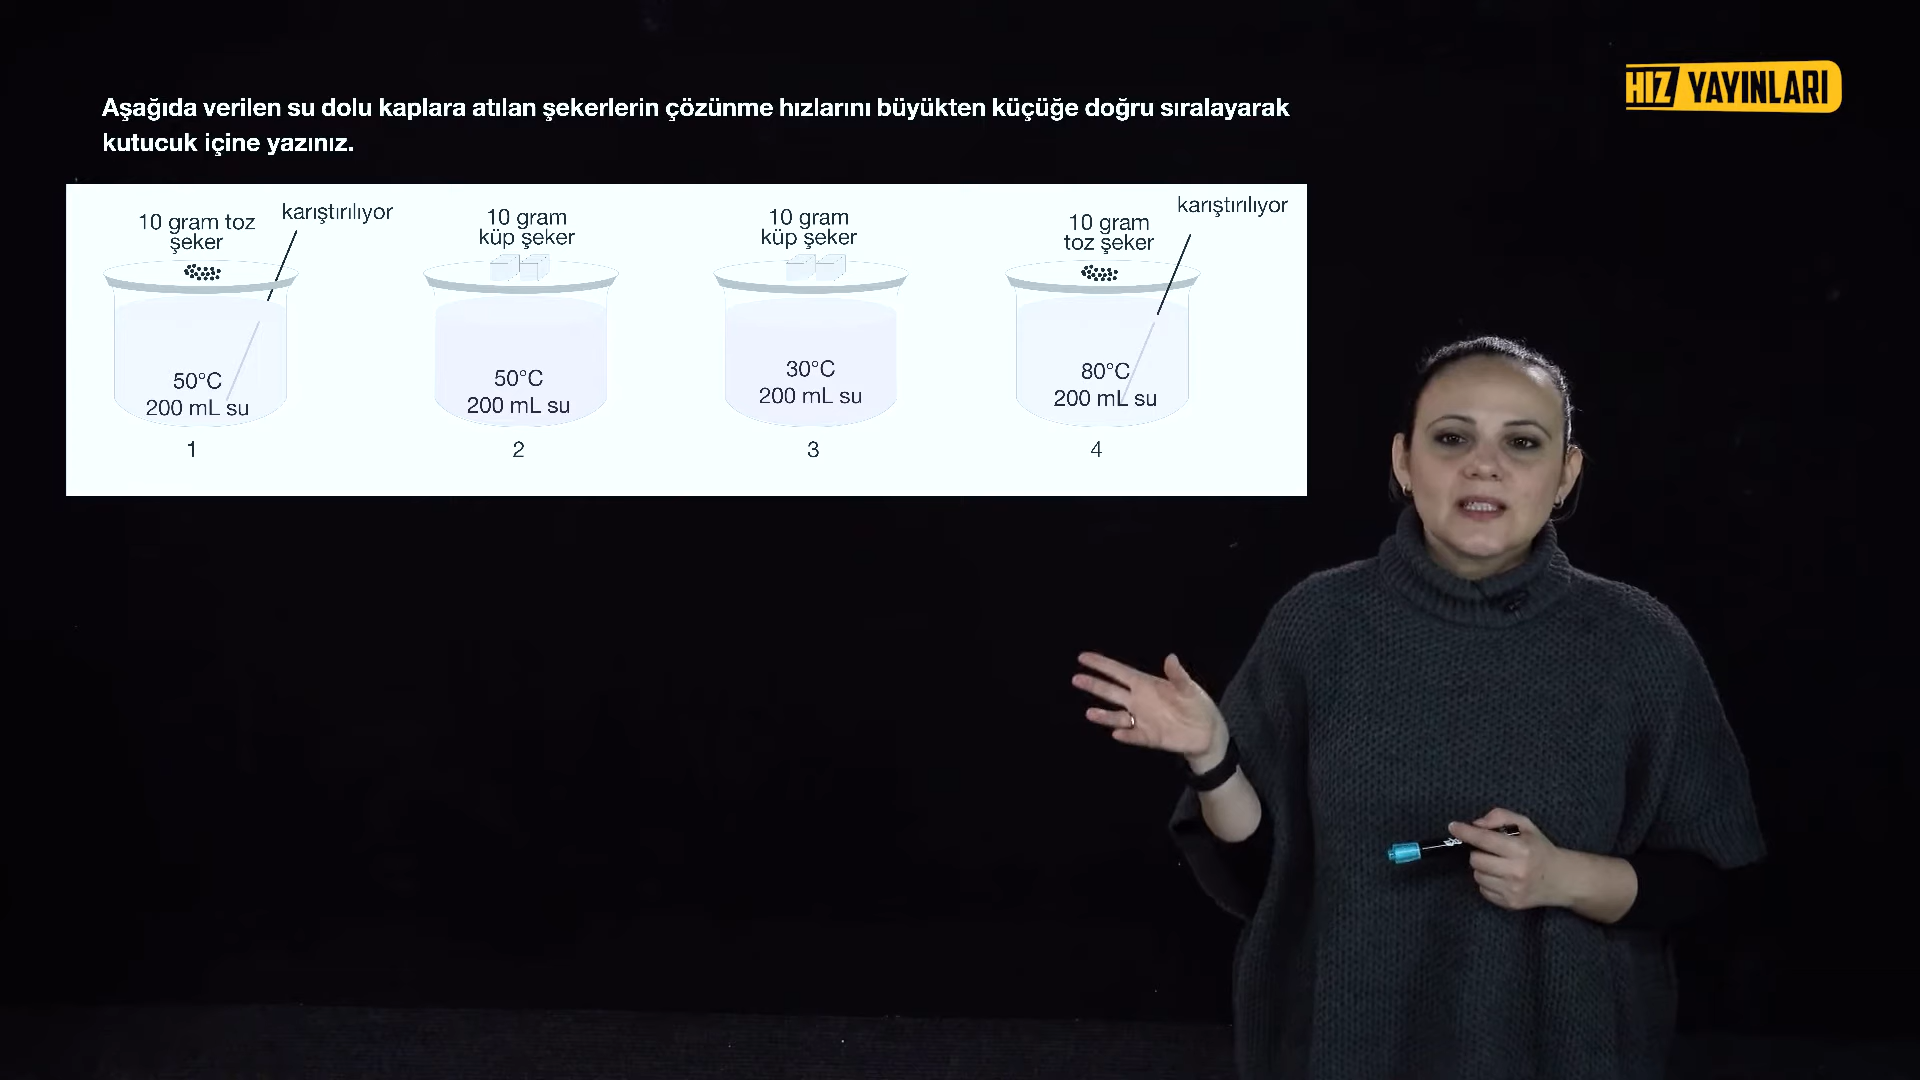 HIZ YAYINLARI
Aşağıda verilen su dolu kaplara atılan şekerlerin çözünme hızlarını büyükten küçüğe doğru sıralayarak
kutucuk içine yazınız.
10 gram toz
şeker
karıştırılıyor
50°C
200 mL su
1
10 gram
küp şeker
50°C
200 mL su
2
10 gram
küp şeker
30°C
200 mL su
3
10 gram
toz şeker
karıştırılıyor
80°C
200 mL su
4